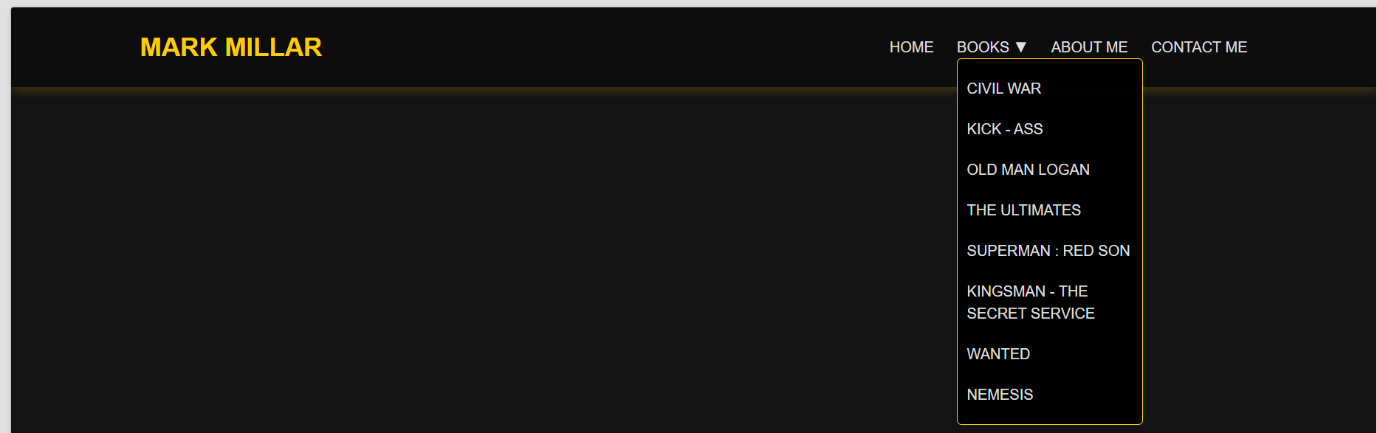 MARK MILLAR
HOME BOOKS ▼ ABOUT ME CONTACT ME
CIVIL WAR
KICK - ASS
OLD MAN LOGAN
THE ULTIMATES
SUPERMAN : RED SON
KINGSMAN - THE
SECRET SERVICE
WANTED
NEMESIS